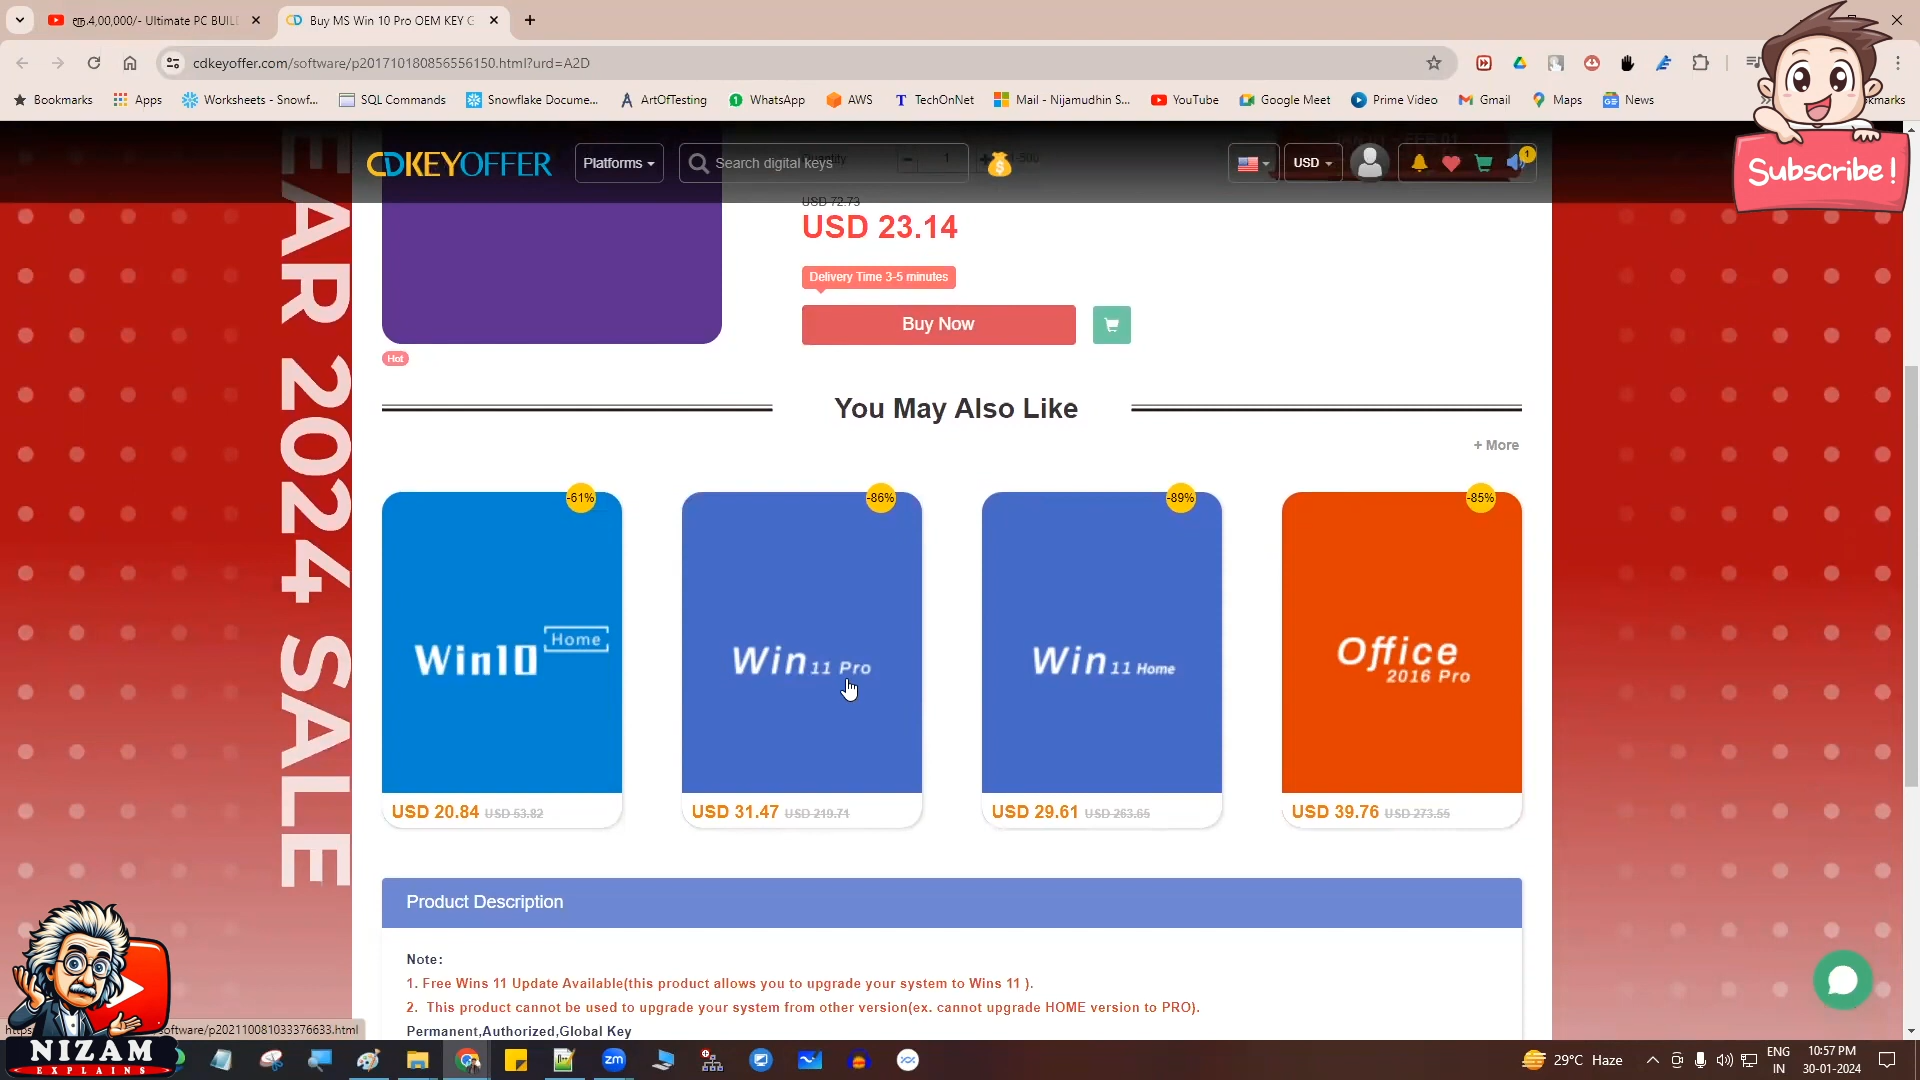 ரூ.4,00,000/- Ultimate PC BUIL
Buy MS Win 10 Pro OEM KEY G
cdkeyoffer.com/software/p201710180856556150.html?urd=A2D
Bookmarks
Apps
Worksheets - Snowf...
SQL Commands
Snowflake Docume...
ArtOfTesting
WhatsApp
AWS
TechOnNet
Mail - Nijamudhin S...
YouTube
Google Meet
Prime Video
Gmail
Maps
News
Subscribe !
CDKEYOFFER
Platforms
Search digital keys
USD
1
EAR 2024 SALE
USD 72.73
USD 23.14
Delivery Time 3-5 minutes
Buy Now
Hot
You May Also Like
+ More
-61%
-86%
-89%
-85%
Win10 Home
Win 11 Pro
Win 11 Home
Office
2016 Pro
USD 20.84 USD 53.82
USD 31.47 USD 219.71
USD 29.61 USD 263.65
USD 39.76 USD 273.55
Product Description
Note:
1. Free Wins 11 Update Available(this product allows you to upgrade your system to Wins 11 ).
2. This product cannot be used to upgrade your system from other version(ex. cannot upgrade HOME version to PRO).
Permanent,Authorized,Global Key
software/p202110081033376633.html
NIZAM
EXPLAINS
zm
29°C Haze
ENG
IN
10:57 PM
30-01-2024